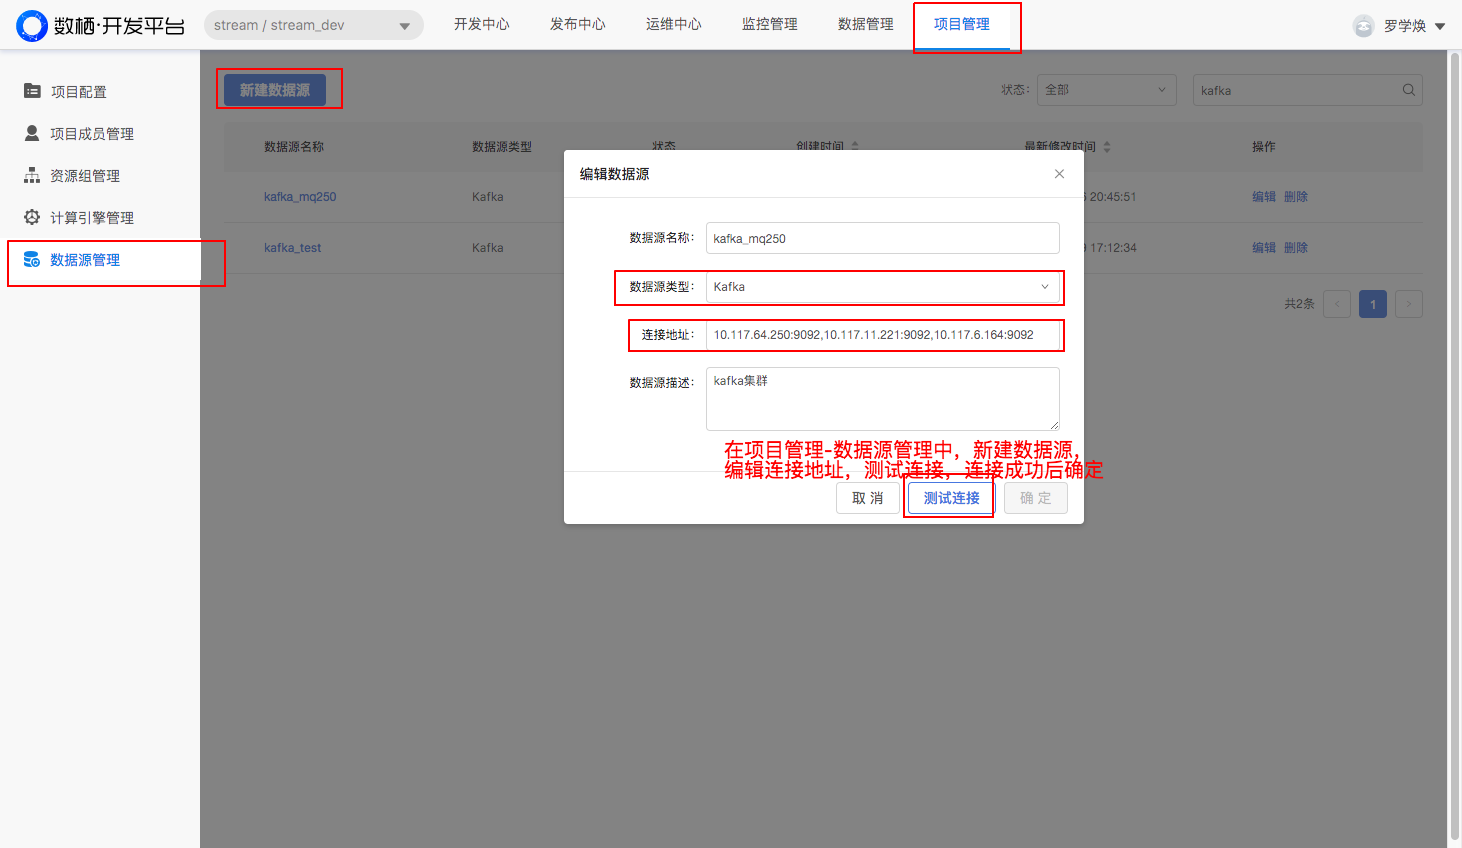 数栖·开发平台
stream / stream_dev
开发中心
发布中心
运维中心
监控管理
数据管理
项目管理
罗学焕
项目配置
项目成员管理
资源组管理
计算引擎管理
数据源管理
新建数据源
状态：
全部
kafka
数据源名称
数据源类型
状态
创建时间
最新修改时间
操作
kafka_mq250
Kafka
20:45:51
编辑 删除
kafka_test
Kafka
17:12:34
编辑 删除
共2条
1
编辑数据源
数据源名称：
kafka_mq250
数据源类型：
Kafka
连接地址：
10.117.64.250:9092,10.117.11.221:9092,10.117.6.164:9092
数据源描述：
kafka集群
在项目管理-数据源管理中，新建数据源，
编辑连接地址，测试连接，连接成功后确定
取 消
测试连接
确 定